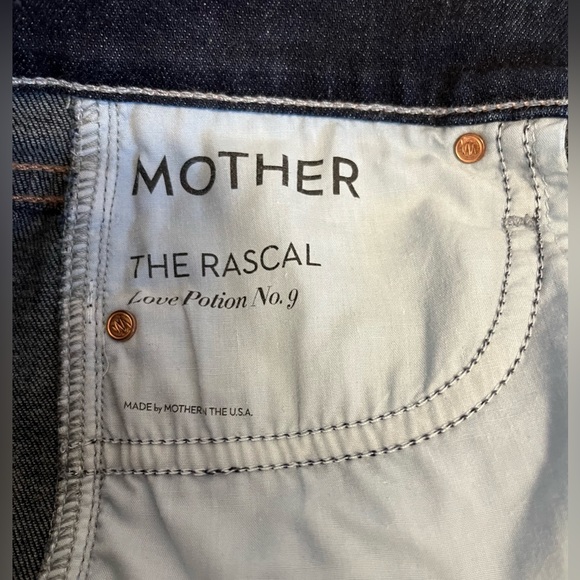 MOTHER
THE RASCAL
Love Potion No. 9
MADE by MOTHER IN THE U.S.A.